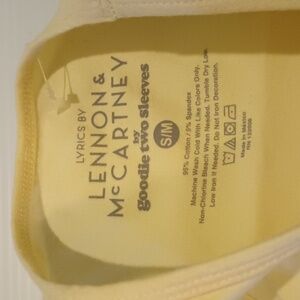 LYRICS BY
LENNON &
McCARTNEY
by
goodie two sleeves
S/M
95% Cotton / 5% Spandex
Machine Wash Cold With Like Colors Only.
Non-Chlorine Bleach When Needed. Tumble Dry Low.
Low Iron If Needed. Do Not Iron Decoration.
Made in Mexico